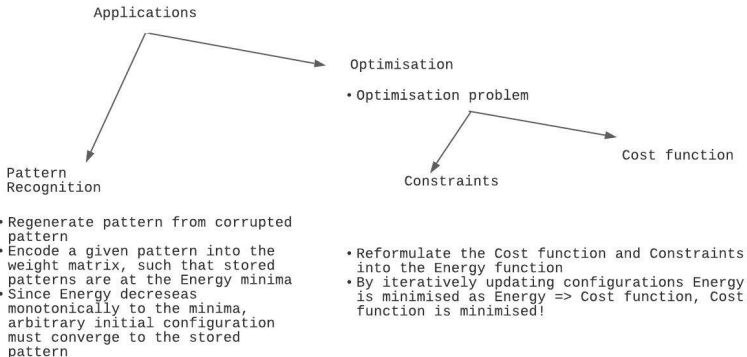 Applications
Optimisation
• Optimisation problem
Cost function
Constraints
Pattern
Recognition
• Regenerate pattern from corrupted
pattern
• Encode a given pattern into the
weight matrix, such that stored
patterns are at the Energy minima
• Since Energy decreseas
monotonically to the minima,
arbitrary initial configuration
must converge to the stored
pattern
• Reformulate the Cost function and Constraints
into the Energy function
• By iteratively updating configurations Energy
is minimised as Energy => Cost function, Cost
function is minimised!